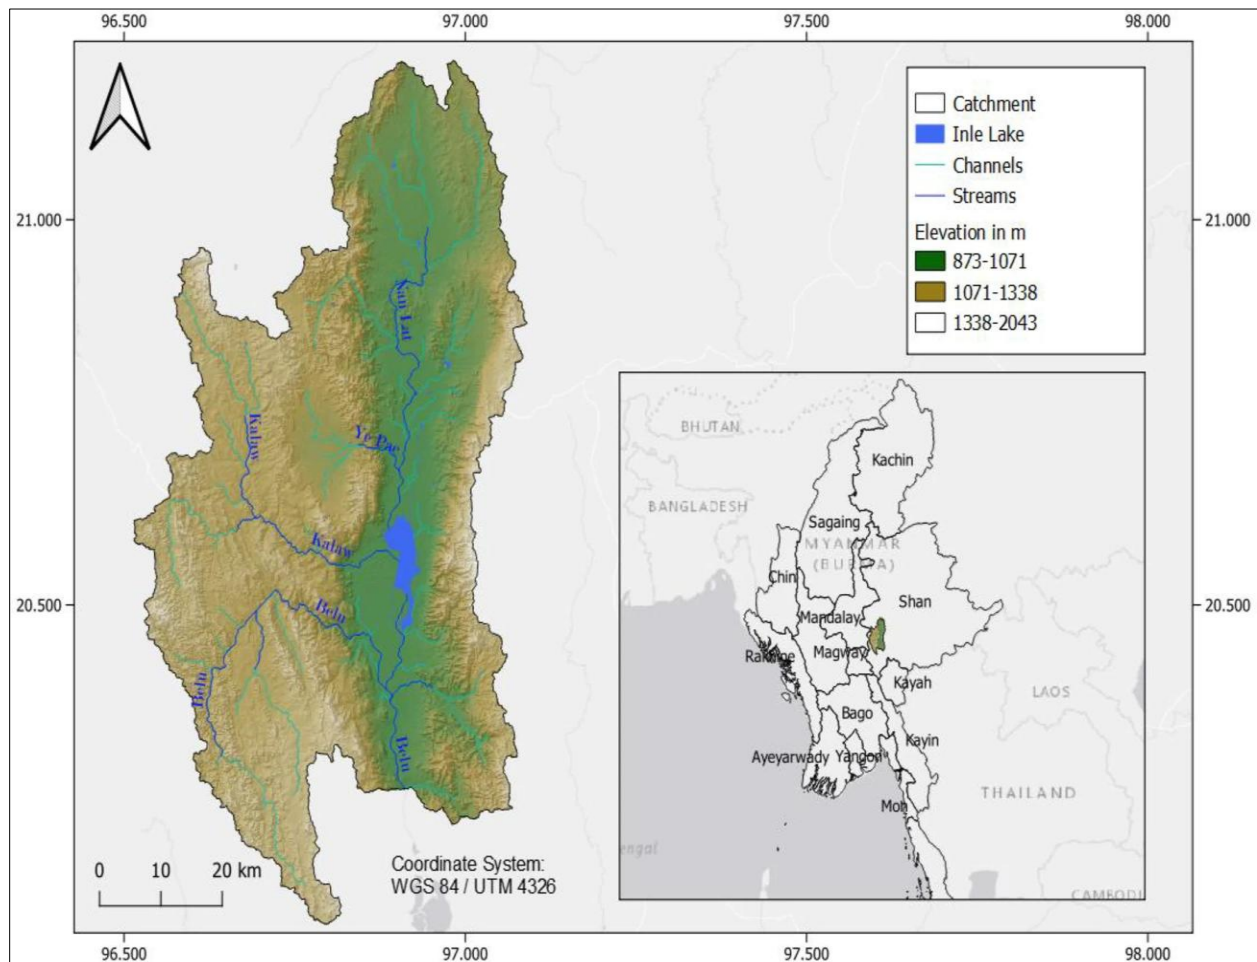 96.500 97.000 97.500 98.000
Catchment
Inle Lake
Channels
Streams
Elevation in m
873-1071
1071-1338
1338-2043
21.000 21.000
Nan Lat
Kalaw
Ye Pae
Kalaw
20.500 20.500
Belu
Belu
Belu
0 10 20 km
Coordinate System:
WGS 84 / UTM 4326
BHUTAN
Kachin
BANGLADESH
Sagaing
MYANMAR
(BURMA)
Chin
Shan
Mandalay
Magway
Rakhine
Kayah
LAOS
Bago
Kayin
Ayeyarwady
Yangon
THAILAND
Mon
engal
CAMBODI
96.500 97.000 97.500 98.000